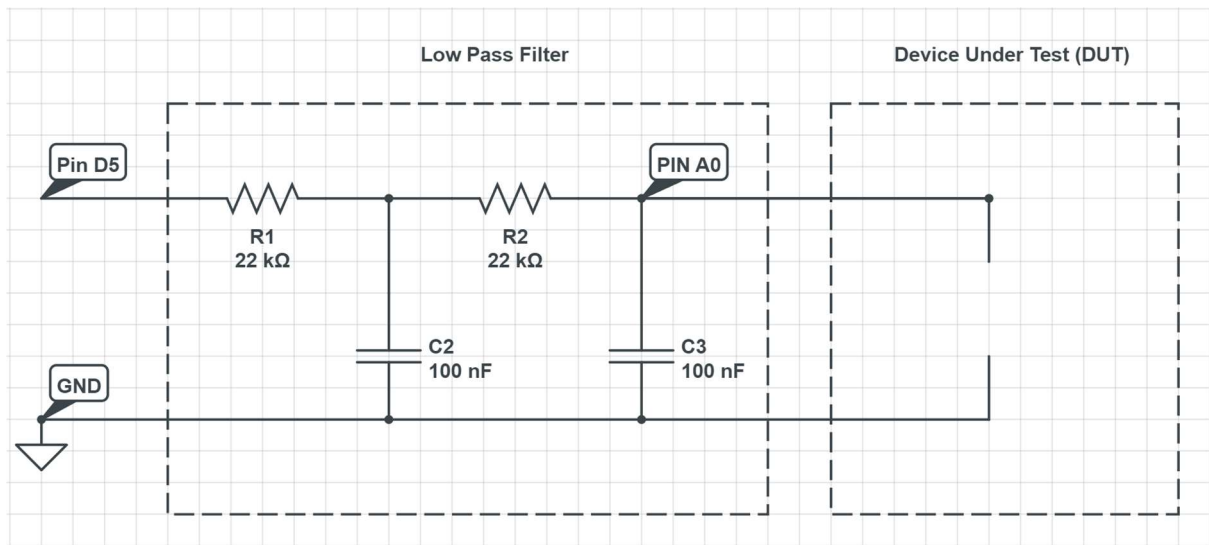 Low Pass Filter
Device Under Test (DUT)
Pin D5
PIN A0
R1
22 kΩ
R2
22 kΩ
C2
100 nF
C3
100 nF
GND